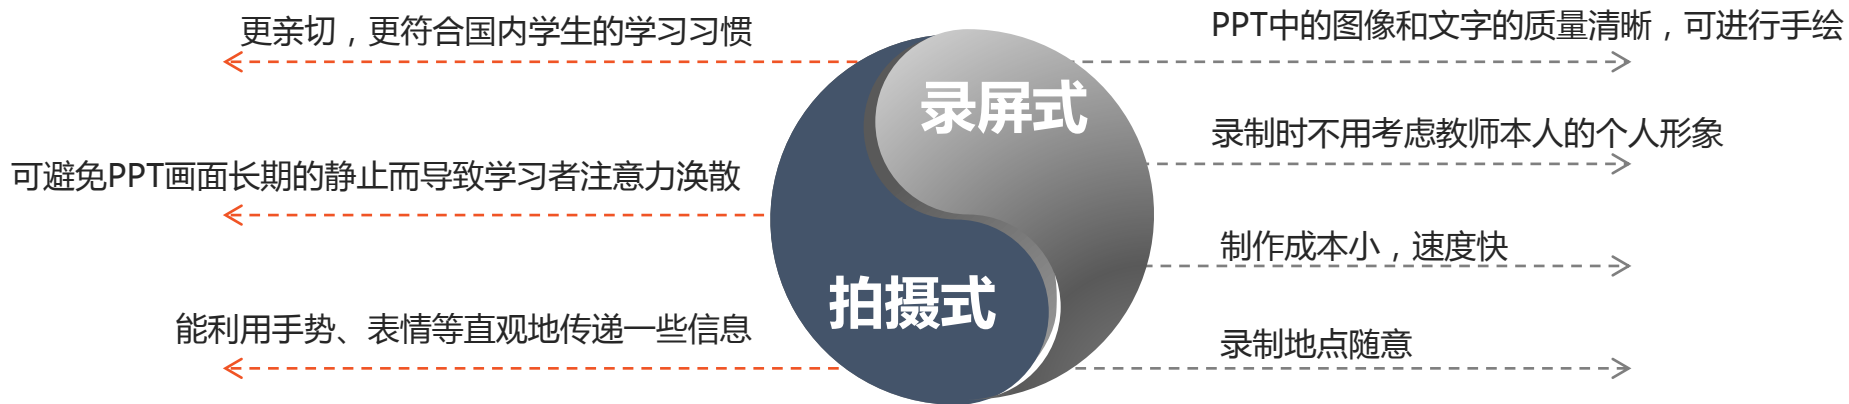 更亲切，更符合国内学生的学习习惯
可避免PPT画面长期的静止而导致学习者注意力涣散
能利用手势、表情等直观地传递一些信息
录屏式
拍摄式
PPT中的图像和文字的质量清晰，可进行手绘
录制时不用考虑教师本人的个人形象
制作成本小，速度快
录制地点随意